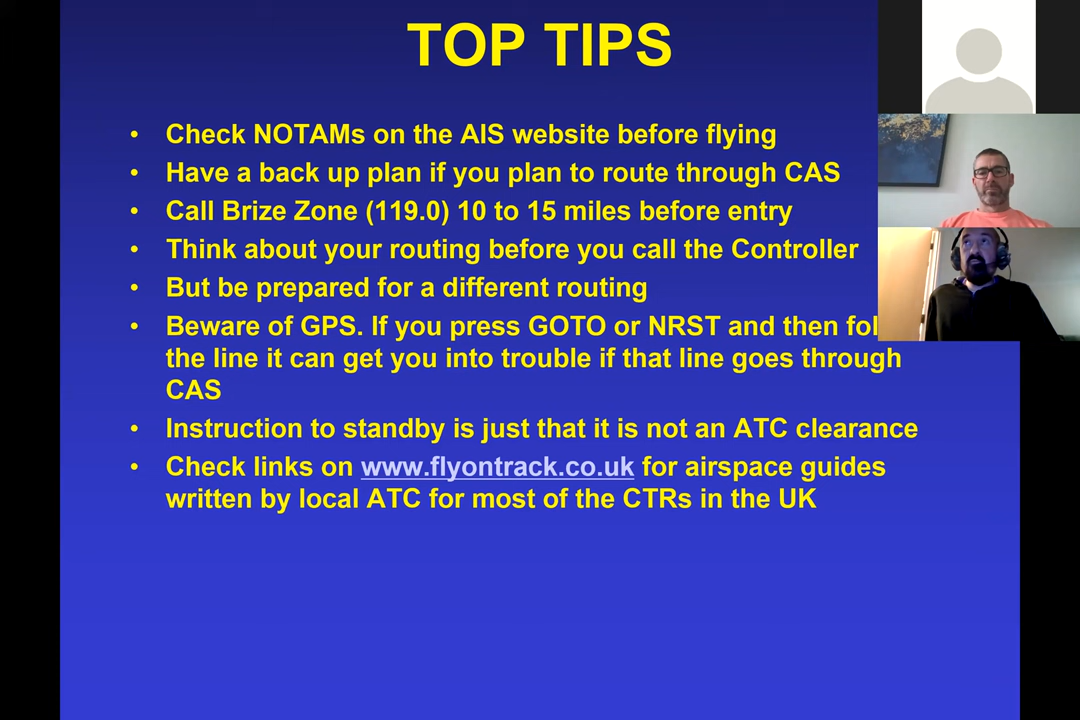 TOP TIPS
• Check NOTAMs on the AIS website before flying
• Have a back up plan if you plan to route through CAS
• Call Brize Zone (119.0) 10 to 15 miles before entry
• Think about your routing before you call the Controller
• But be prepared for a different routing
• Beware of GPS. If you press GOTO or NRST and then
the line it can get you into trouble if that line goes through
CAS
• Instruction to standby is just that it is not an ATC clearance
• Check links on www.flyontrack.co.uk for airspace guides
written by local ATC for most of the CTRs in the UK